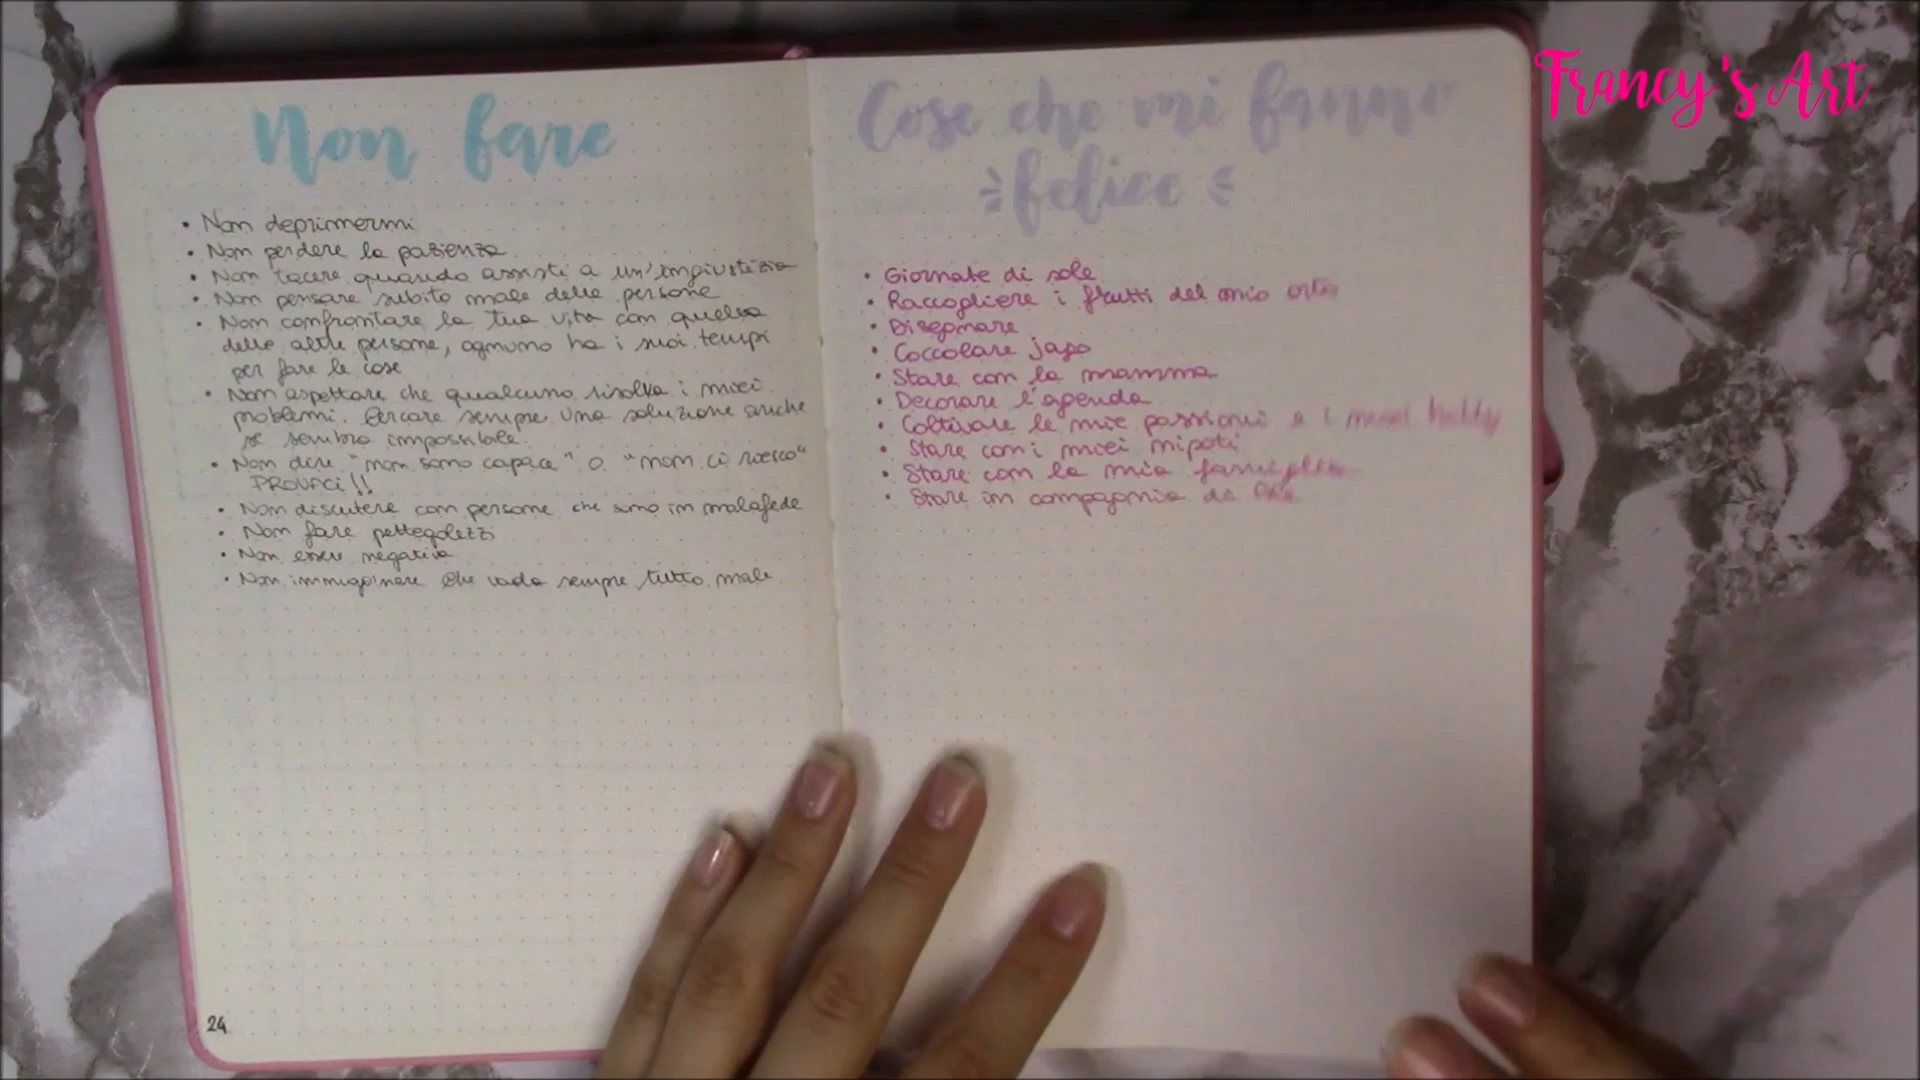 Francy's Art
Non fare
• Non deprimermi
• Non perdere la pazienza
• Non tacere quando assisti a un'ingiustizia
• Non pensare subito male delle persone
• Non confrontare la tua vita con quella
delle altre persone, ognuno ha i suoi tempi
per fare le cose
• Non aspettare che qualcuno risolva i miei
problemi. Cercare sempre una soluzione anche
se sembra impossibile
• Non dire "non sono capace" o "non ci riesco"
PROVACI!!
• Non discutere con persone che sono in malafede
• Non fare pettegolezzi
• Non essere negativa
• Non immaginare che vada sempre tutto male
24
Cose che mi fanno
felice
• Giornate di sole
• Raccogliere i frutti del mio orto
• Disegnare
• Coccolare
• Stare con la mamma
• Decorare l'agenda
• Coltivare le mie passioni e i miei hobby
• Stare con i miei nipoti
• Stare con la mia famiglia
• Stare in compagnia di